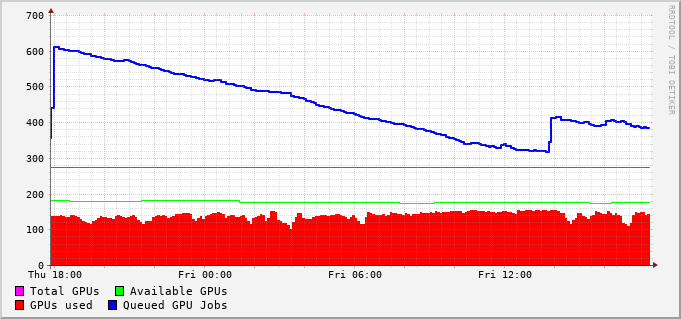 700
600
500
400
300
200
100
0
Thu 18:00 Fri 00:00 Fri 06:00 Fri 12:00
Total GPUs Available GPUs
GPUs used Queued GPU Jobs
RRDTOOL / TOBI OETIKER